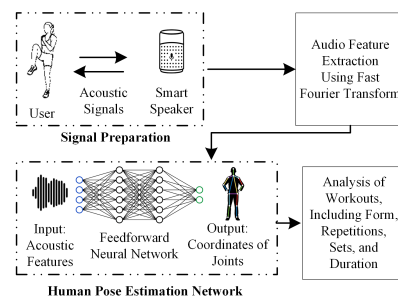 User
Acoustic
Signals
Smart
Speaker
Signal Preparation
Audio Feature
Extraction
Using Fast
Fourier Transform
Input:
Acoustic
Features
Feedforward
Neural Network
Output:
Coordinates of
Joints
Human Pose Estimation Network
Analysis of
Workouts,
Including Form,
Repetitions,
Sets, and
Duration